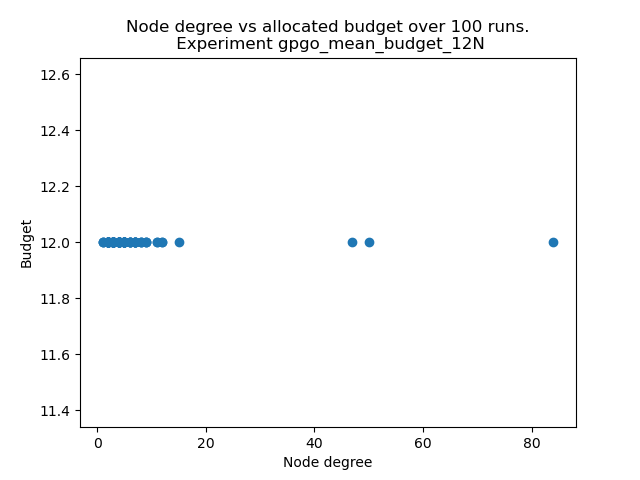 Node degree vs allocated budget over 100 runs.
Experiment gpgo_mean_budget_12N
12.6
12.4
12.2
12.0
11.8
11.6
11.4
Budget
0 20 40 60 80
Node degree